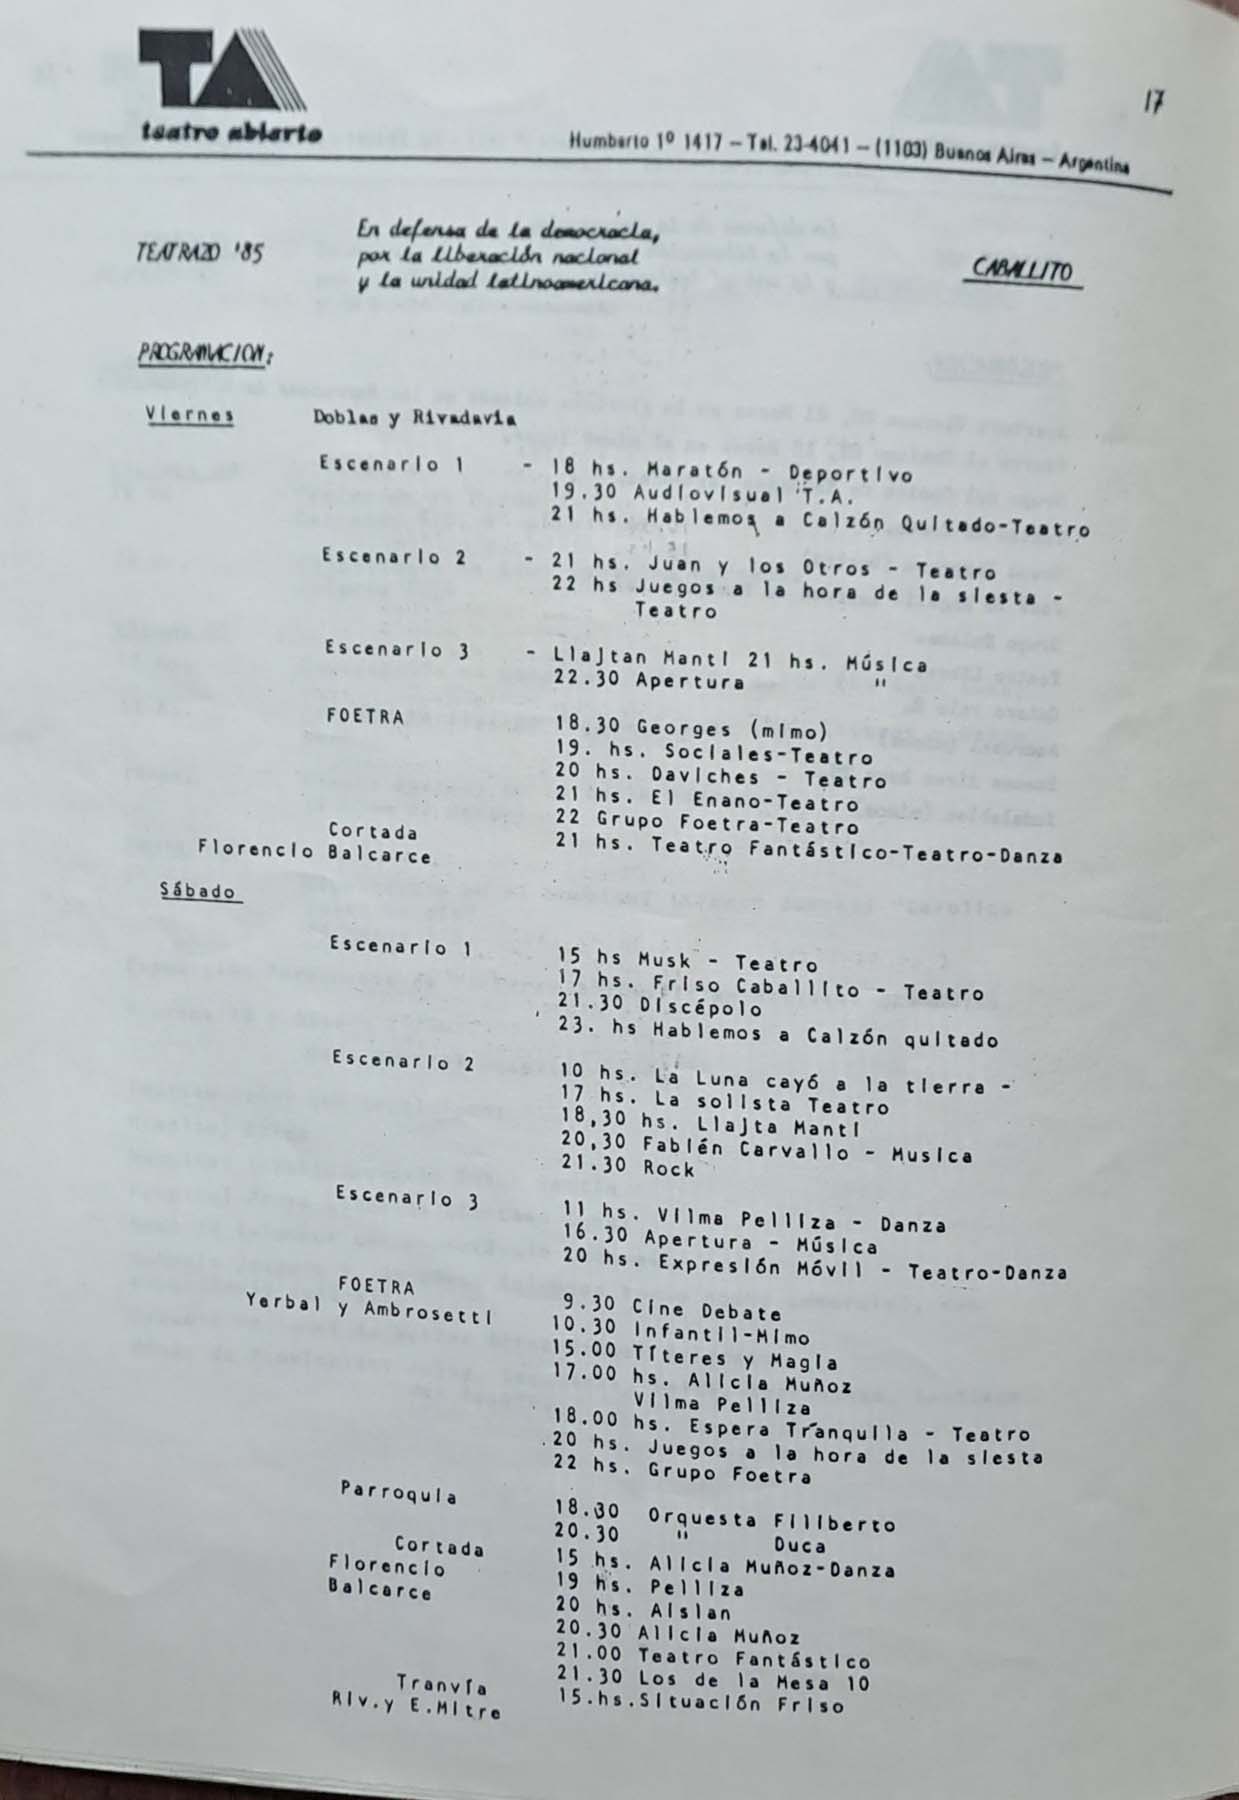 TA
teatro abierto
17
Humberto 1º 1417 – Tel. 23-4041 – (1103) Buenos Aires – Argentina
TEATRAZO '85
En defensa de la democracia,
por la liberación nacional
y la unidad latinoamericana.
CABALLITO
PROGRAMACION:
Viernes Doblas y Rivadavia
Escenario 1 - 18 hs. Maratón - Deportivo
19.30 Audiovisual T.A.
21 hs. Hablemos a Calzón Quitado-Teatro
Escenario 2 - 21 hs. Juan y los Otros - Teatro
22 hs Juegos a la hora de la siesta -
Teatro
Escenario 3 - Llajtan Manti 21 hs. Música
22.30 Apertura "
FOETRA 18.30 Georges (mimo)
19. hs. Sociales-Teatro
20 hs. Daviches - Teatro
21 hs. El Enano-Teatro
22 Grupo Foetra-Teatro
Cortada
Florencio Balcarce 21 hs. Teatro Fantástico-Teatro-Danza
Sábado
Escenario 1 15 hs Musk - Teatro
17 hs. Friso Caballito - Teatro
21.30 Discépolo
23. hs Hablemos a Calzón quitado
Escenario 2 10 hs. La Luna cayó a la tierra -
17 hs. La solista Teatro
18,30 hs. Llajta Manti
20,30 Fablén Carvallo - Musica
21.30 Rock
Escenario 3 11 hs. Vilma Pelliza - Danza
16.30 Apertura - Música
20 hs. Expresión Móvil - Teatro-Danza
FOETRA
Yerbal y Ambrosetti 9.30 Cine Debate
10.30 Infantil-Mimo
15.00 Títeres y Magia
17.00 hs. Alicia Muñoz
Vilma Pelliza
18.00 hs. Espera Tranquila - Teatro
20 hs. Juegos a la hora de la siesta
22 hs. Grupo Foetra
Parroquia 18.30 Orquesta Filiberto
20.30 " Duca
Cortada 15 hs. Alicia Muñoz-Danza
Florencio 19 hs. Pelliza
Balcarce 20 hs. Aislan
20.30 Alicia Muñoz
21.00 Teatro Fantástico
21.30 Los de la Mesa 10
Tranvía 15.hs.Situación Friso
Riv.y E.Mitre